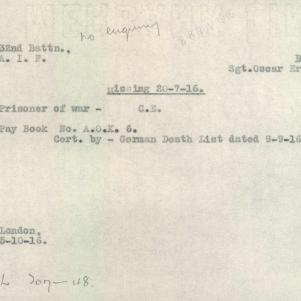 no enquiry
32nd Battn.,
A. I. F.
B
Sgt.Oscar Er
Missing 20-7-16.
Prisoner of war - C.E.
Pay Book No. A.O.K. 6.
Cert. by - German Death List dated 9-9-16
London,
5-10-16.